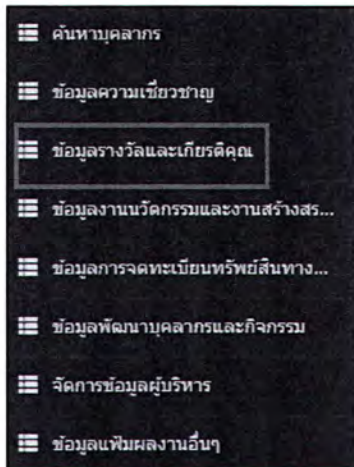 ค้นหาบุคลากร
ข้อมูลความเชี่ยวชาญ
ข้อมูลรางวัลและเกียรติคุณ
ข้อมูลงานนวัตกรรมและงานสร้างสร...
ข้อมูลการจดทะเบียนทรัพย์สินทาง...
ข้อมูลพัฒนาบุคลากรและกิจกรรม
จัดการข้อมูลผู้บริหาร
ข้อมูลแฟ้มผลงานอื่นๆ